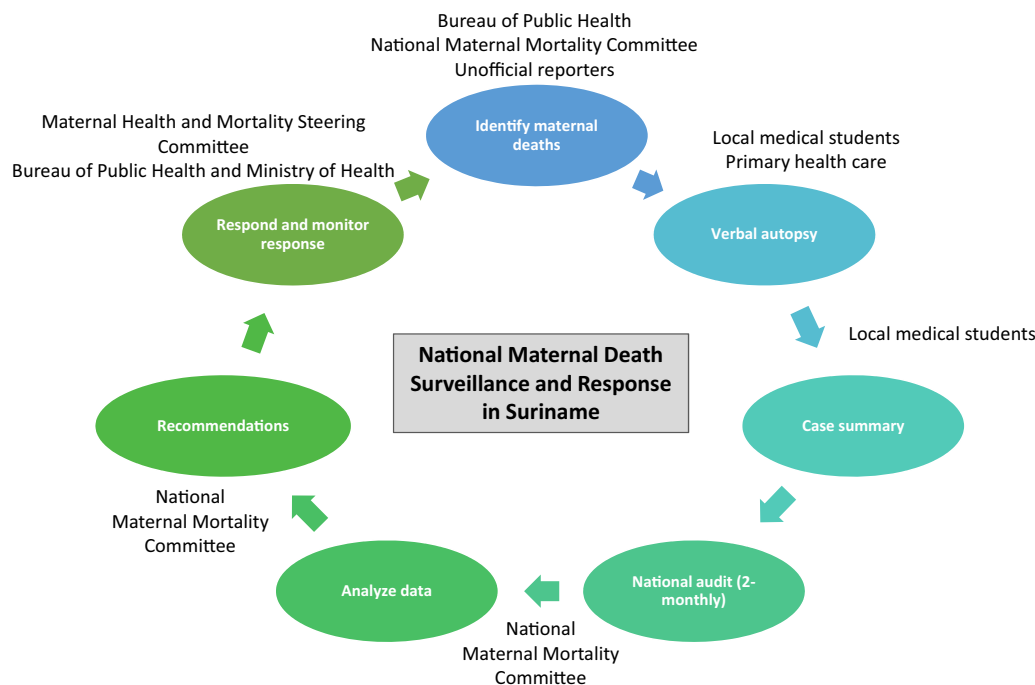 Bureau of Public Health
National Maternal Mortality Committee
Unofficial reporters
Identify maternal
deaths
Local medical students
Primary health care
Verbal autopsy
Local medical students
Case summary
National audit (2-
monthly)
National
Maternal Mortality
Committee
Analyze data
National
Maternal Mortality
Committee
Recommendations
Maternal Health and Mortality Steering
Committee
Bureau of Public Health and Ministry of Health
Respond and monitor
response
National Maternal Death
Surveillance and Response
in Suriname